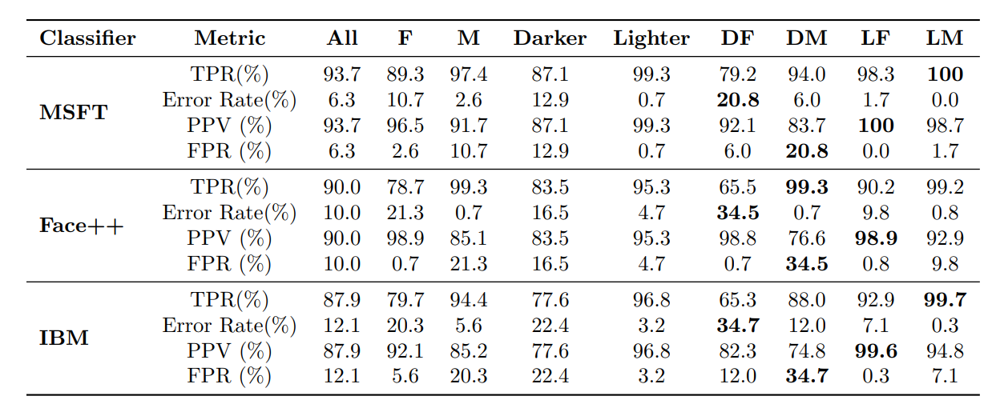 Classifier Metric All F M Darker Lighter DF DM LF LM
TPR(%) 93.7 89.3 97.4 87.1 99.3 79.2 94.0 98.3 100
Error Rate(%) 6.3 10.7 2.6 12.9 0.7 20.8 6.0 1.7 0.0
MSFT
PPV (%) 93.7 96.5 91.7 87.1 99.3 92.1 83.7 100 98.7
FPR (%) 6.3 2.6 10.7 12.9 0.7 6.0 20.8 0.0 1.7
TPR(%) 90.0 78.7 99.3 83.5 95.3 65.5 99.3 90.2 99.2
Error Rate(%) 10.0 21.3 0.7 16.5 4.7 34.5 0.7 9.8 0.8
Face++
PPV (%) 90.0 98.9 85.1 83.5 95.3 98.8 76.6 98.9 92.9
FPR (%) 10.0 0.7 21.3 16.5 4.7 0.7 34.5 0.8 9.8
TPR(%) 87.9 79.7 94.4 77.6 96.8 65.3 88.0 92.9 99.7
Error Rate(%) 12.1 20.3 5.6 22.4 3.2 34.7 12.0 7.1 0.3
IBM
PPV (%) 87.9 92.1 85.2 77.6 96.8 82.3 74.8 99.6 94.8
FPR (%) 12.1 5.6 20.3 22.4 3.2 12.0 34.7 0.3 7.1